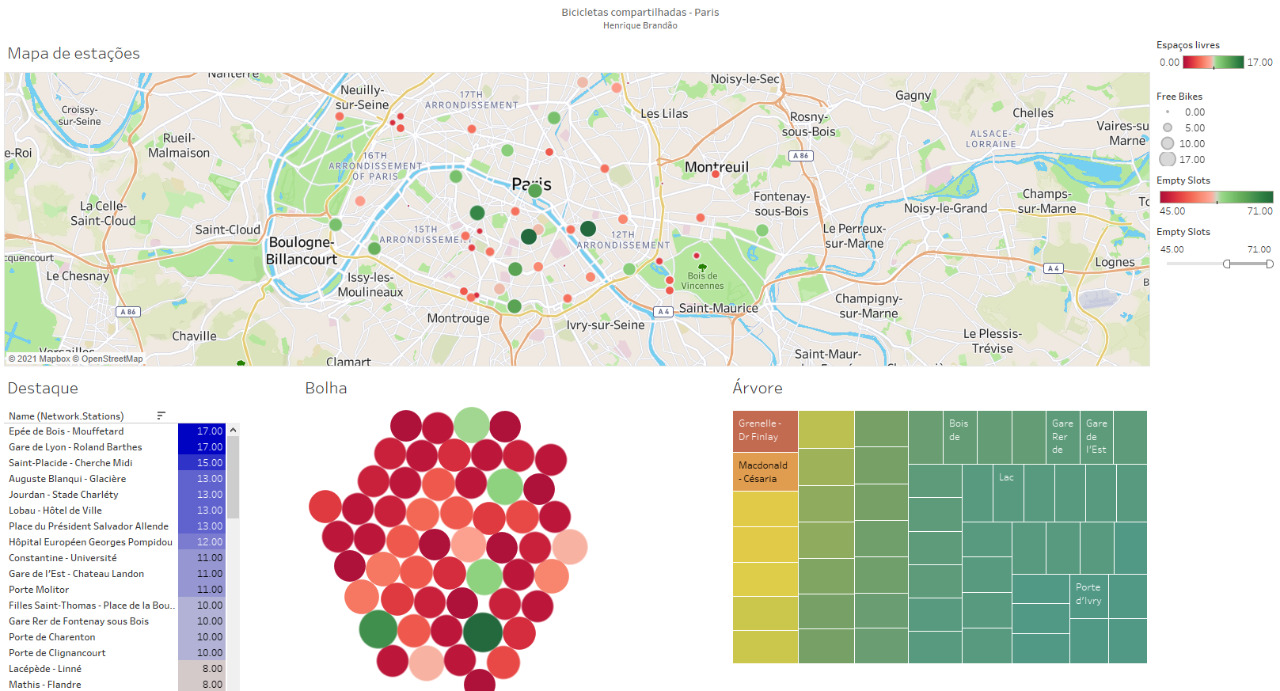 Bicicletas compartilhadas - Paris
Henrique Brandão
Mapa de estações
Nanterre
Croissy-
sur-Seine
Rueil-
Malmaison
e-Roi
La Celle-
Saint-Cloud
Saint-Cloud
cquencourt
Le Chesnay
A 86
Chaville
Versailles
© 2021 Mapbox © OpenStreetMap
Neuilly-
sur-Seine
17TH
ARRONDISSEMENT
16TH
ARRONDISSEMENT
OF PARIS
Paris
15TH
ARRONDISSEMENT
Boulogne-
Billancourt
Issy-les-
Moulineaux
Montrouge
Clamart
12TH
ARRONDISSEMENT
Ivry-sur-Seine
Noisy-le-Sec
Les Lilas
Rosny-
sous-Bois
Montreuil
A 86
Fontenay-
sous-Bois
Bois de
Vincennes
A 4
Saint-Maurice
Saint-Maur-
Le Perreux-
sur-Marne
Champigny-
sur-Marne
Le Plessis-
Trévise
Gagny
Chelles
ALSACE-
LORRAINE
Vaires-su
Marne
Noisy-le-Grand
Champs-
sur-Marne
A 4
Lognes
Espaços livres
0.00 17.00
Free Bikes
0.00
5.00
10.00
17.00
Empty Slots
45.00 71.00
Empty Slots
45.00 71.00
Destaque
Name (Network.Stations)
Epée de Bois - Mouffetard 17.00
Gare de Lyon - Roland Barthes 17.00
Saint-Placide - Cherche Midi 15.00
Auguste Blanqui - Glacière 13.00
Jourdan - Stade Charléty 13.00
Lobau - Hôtel de Ville 13.00
Place du Président Salvador Allende 13.00
Hôpital Européen Georges Pompidou 12.00
Constantine - Université 11.00
Gare de l'Est - Chateau Landon 11.00
Porte Molitor 11.00
Filles Saint-Thomas - Place de la Bou.. 10.00
Gare Rer de Fontenay sous Bois 10.00
Porte de Charenton 10.00
Porte de Clignancourt 10.00
Lacépède - Linné 8.00
Mathis - Flandre 8.00
Bolha
Árvore
Grenelle -
Dr Finlay
Macdonald
- Césaria
Bois
de
Gare
Rer
de
Gare
de
l'Est
Lac
Porte
d'Ivry